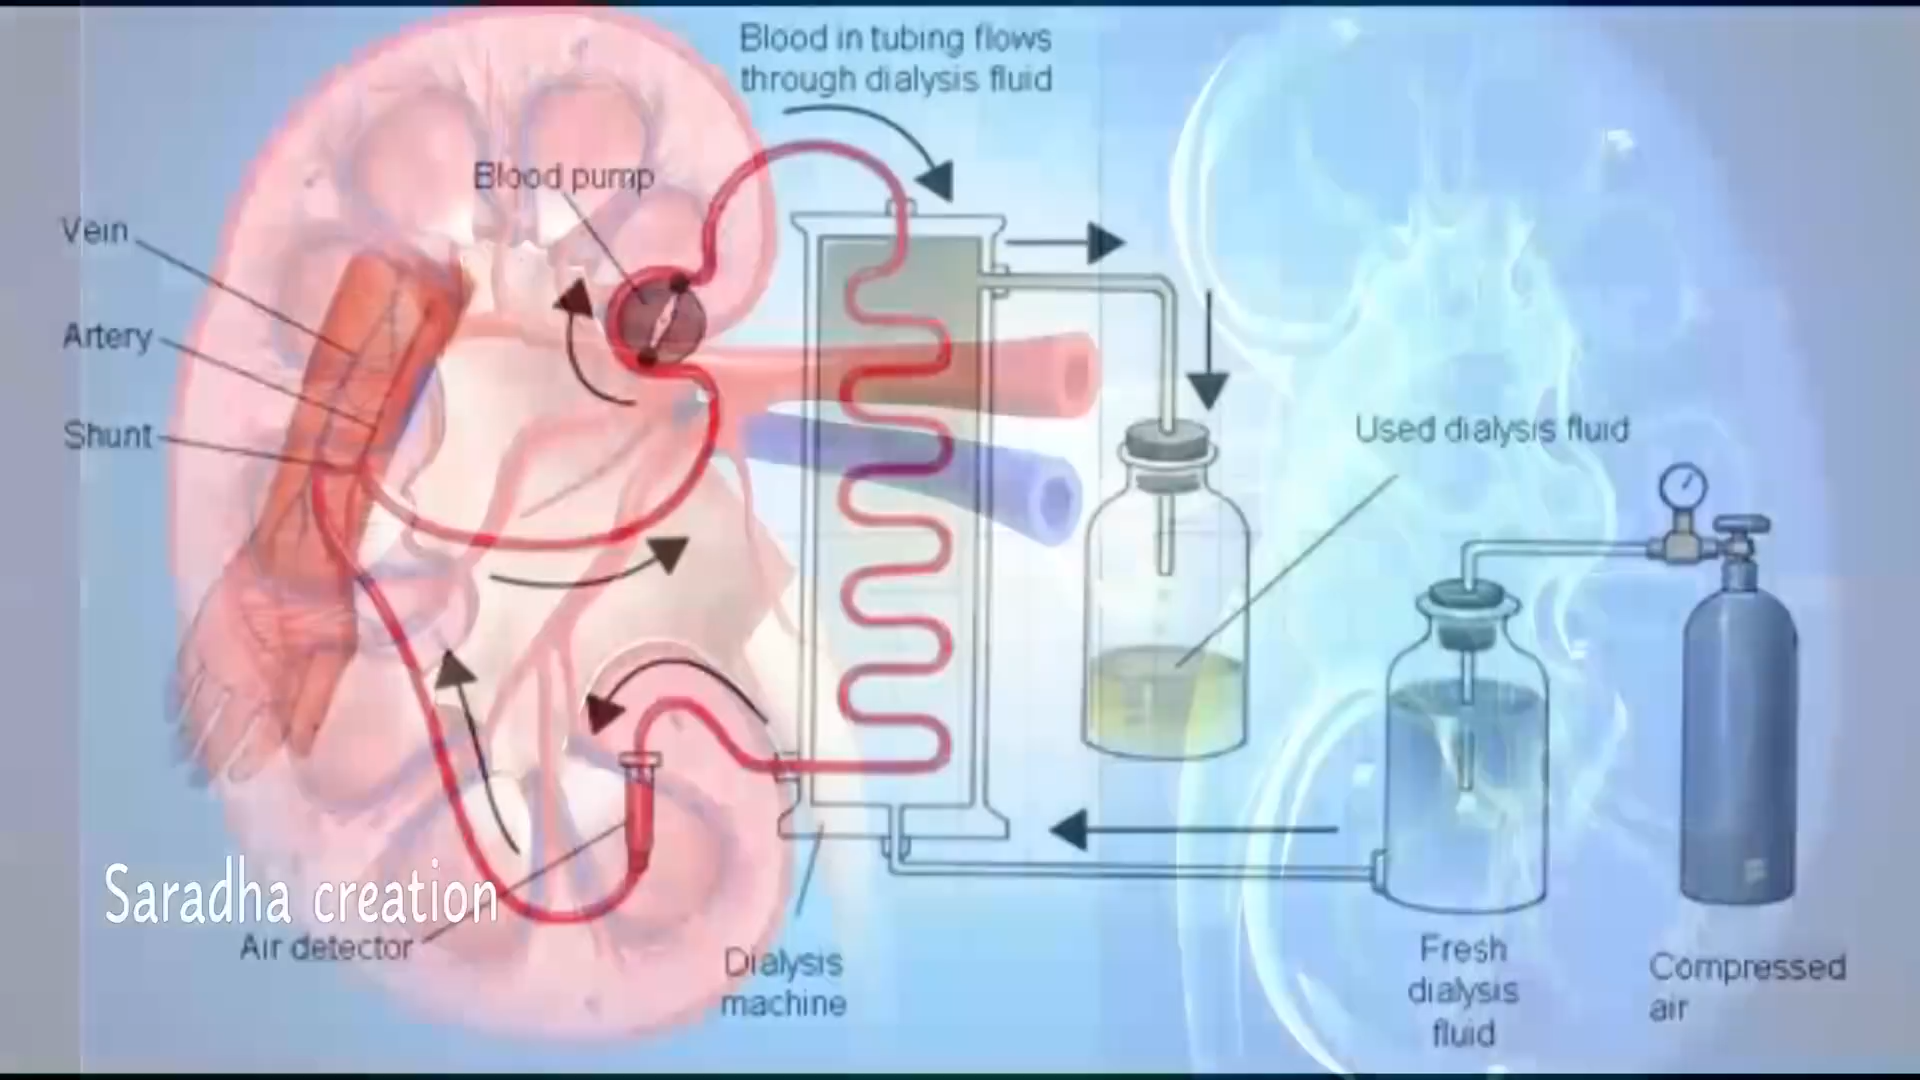 Blood in tubing flows
through dialysis fluid
Blood pump
Vein
Artery
Shunt
Used dialysis fluid
Saradha creation
Air detector
Dialysis
machine
Fresh
dialysis
fluid
Compressed
air